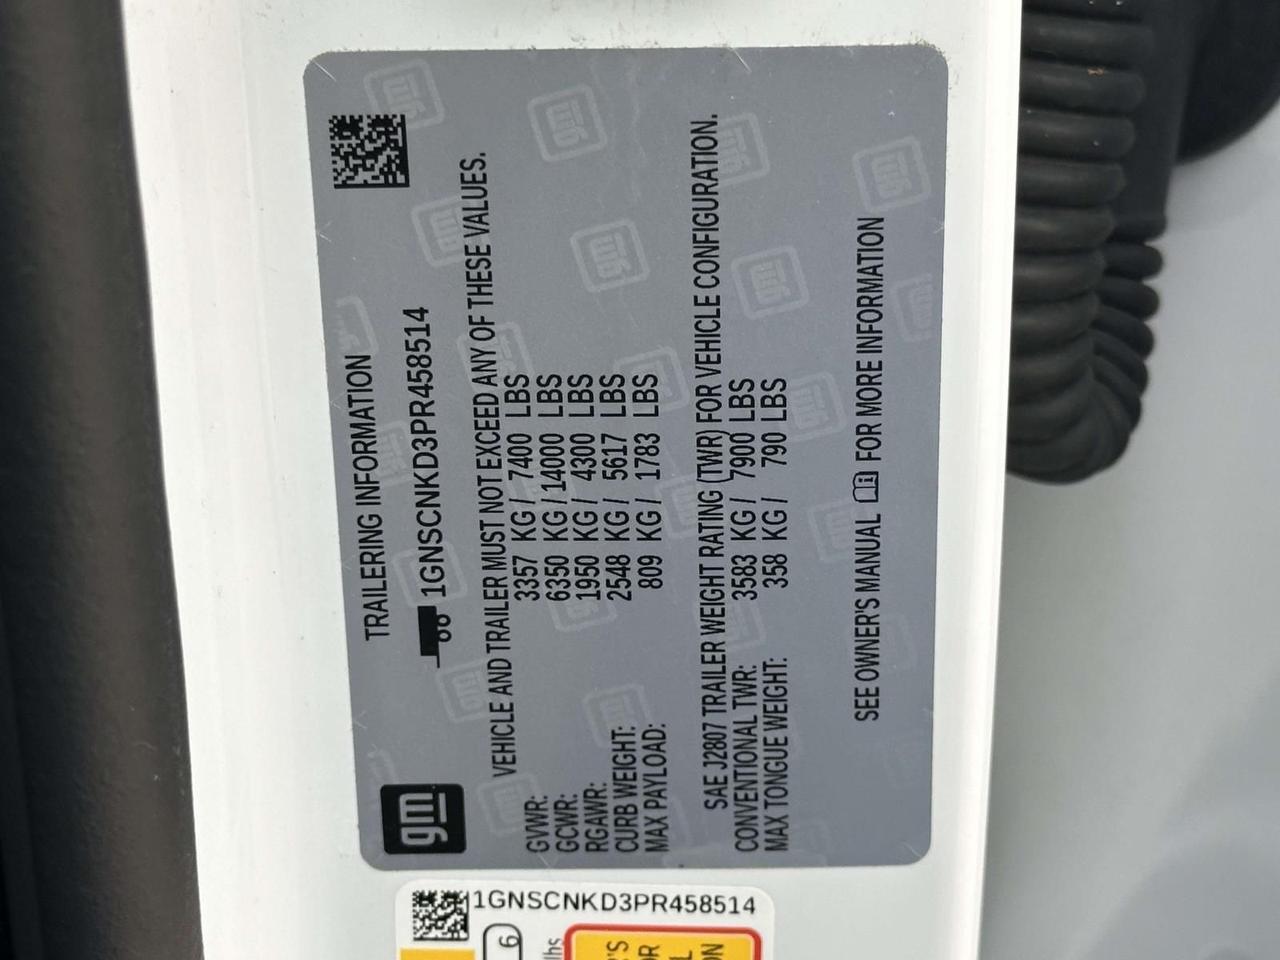 gm
TRAILERING INFORMATION
1GNSCNKD3PR458514
VEHICLE AND TRAILER MUST NOT EXCEED ANY OF THESE VALUES.
GVWR: 3357 KG / 7400 LBS
GCWR: 6350 KG / 14000 LBS
RGAWR: 1950 KG / 4300 LBS
CURB WEIGHT: 2548 KG / 5617 LBS
MAX PAYLOAD: 809 KG / 1783 LBS
SAE J2807 TRAILER WEIGHT RATING (TWR) FOR VEHICLE CONFIGURATION.
CONVENTIONAL TWR: 3583 KG / 7900 LBS
MAX TONGUE WEIGHT: 358 KG / 790 LBS
SEE OWNER'S MANUAL FOR MORE INFORMATION
1GNSCNKD3PR458514
6
lbs